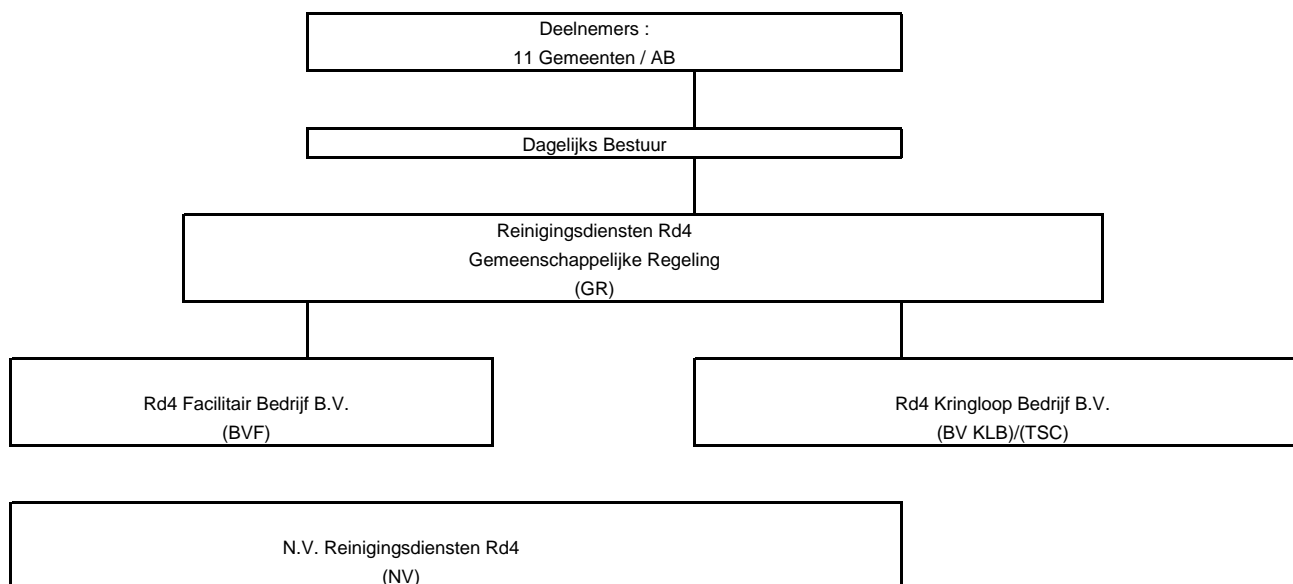 Deelnemers :
11 Gemeenten / AB
Dagelijks Bestuur
Reinigingsdiensten Rd4
Gemeenschappelijke Regeling
(GR)
Rd4 Facilitair Bedrijf B.V.
(BVF)
Rd4 Kringloop Bedrijf B.V.
(BV KLB)/(TSC)
N.V. Reinigingsdiensten Rd4
(NV)